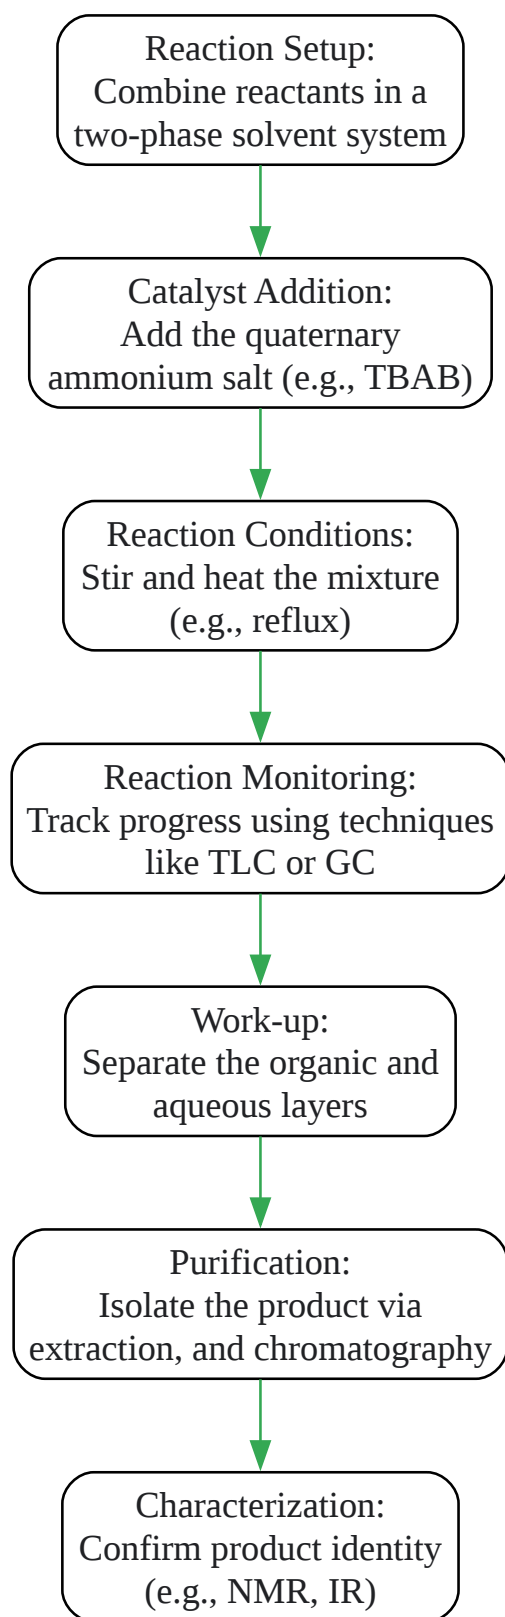 Reaction Setup:
Combine reactants in a
two-phase solvent system
Catalyst Addition:
Add the quaternary
ammonium salt (e.g., TBAB)
Reaction Conditions:
Stir and heat the mixture
(e.g., reflux)
Reaction Monitoring:
Track progress using techniques
like TLC or GC
Work-up:
Separate the organic and
aqueous layers
Purification:
Isolate the product via
extraction, and chromatography
Characterization:
Confirm product identity
(e.g., NMR, IR)